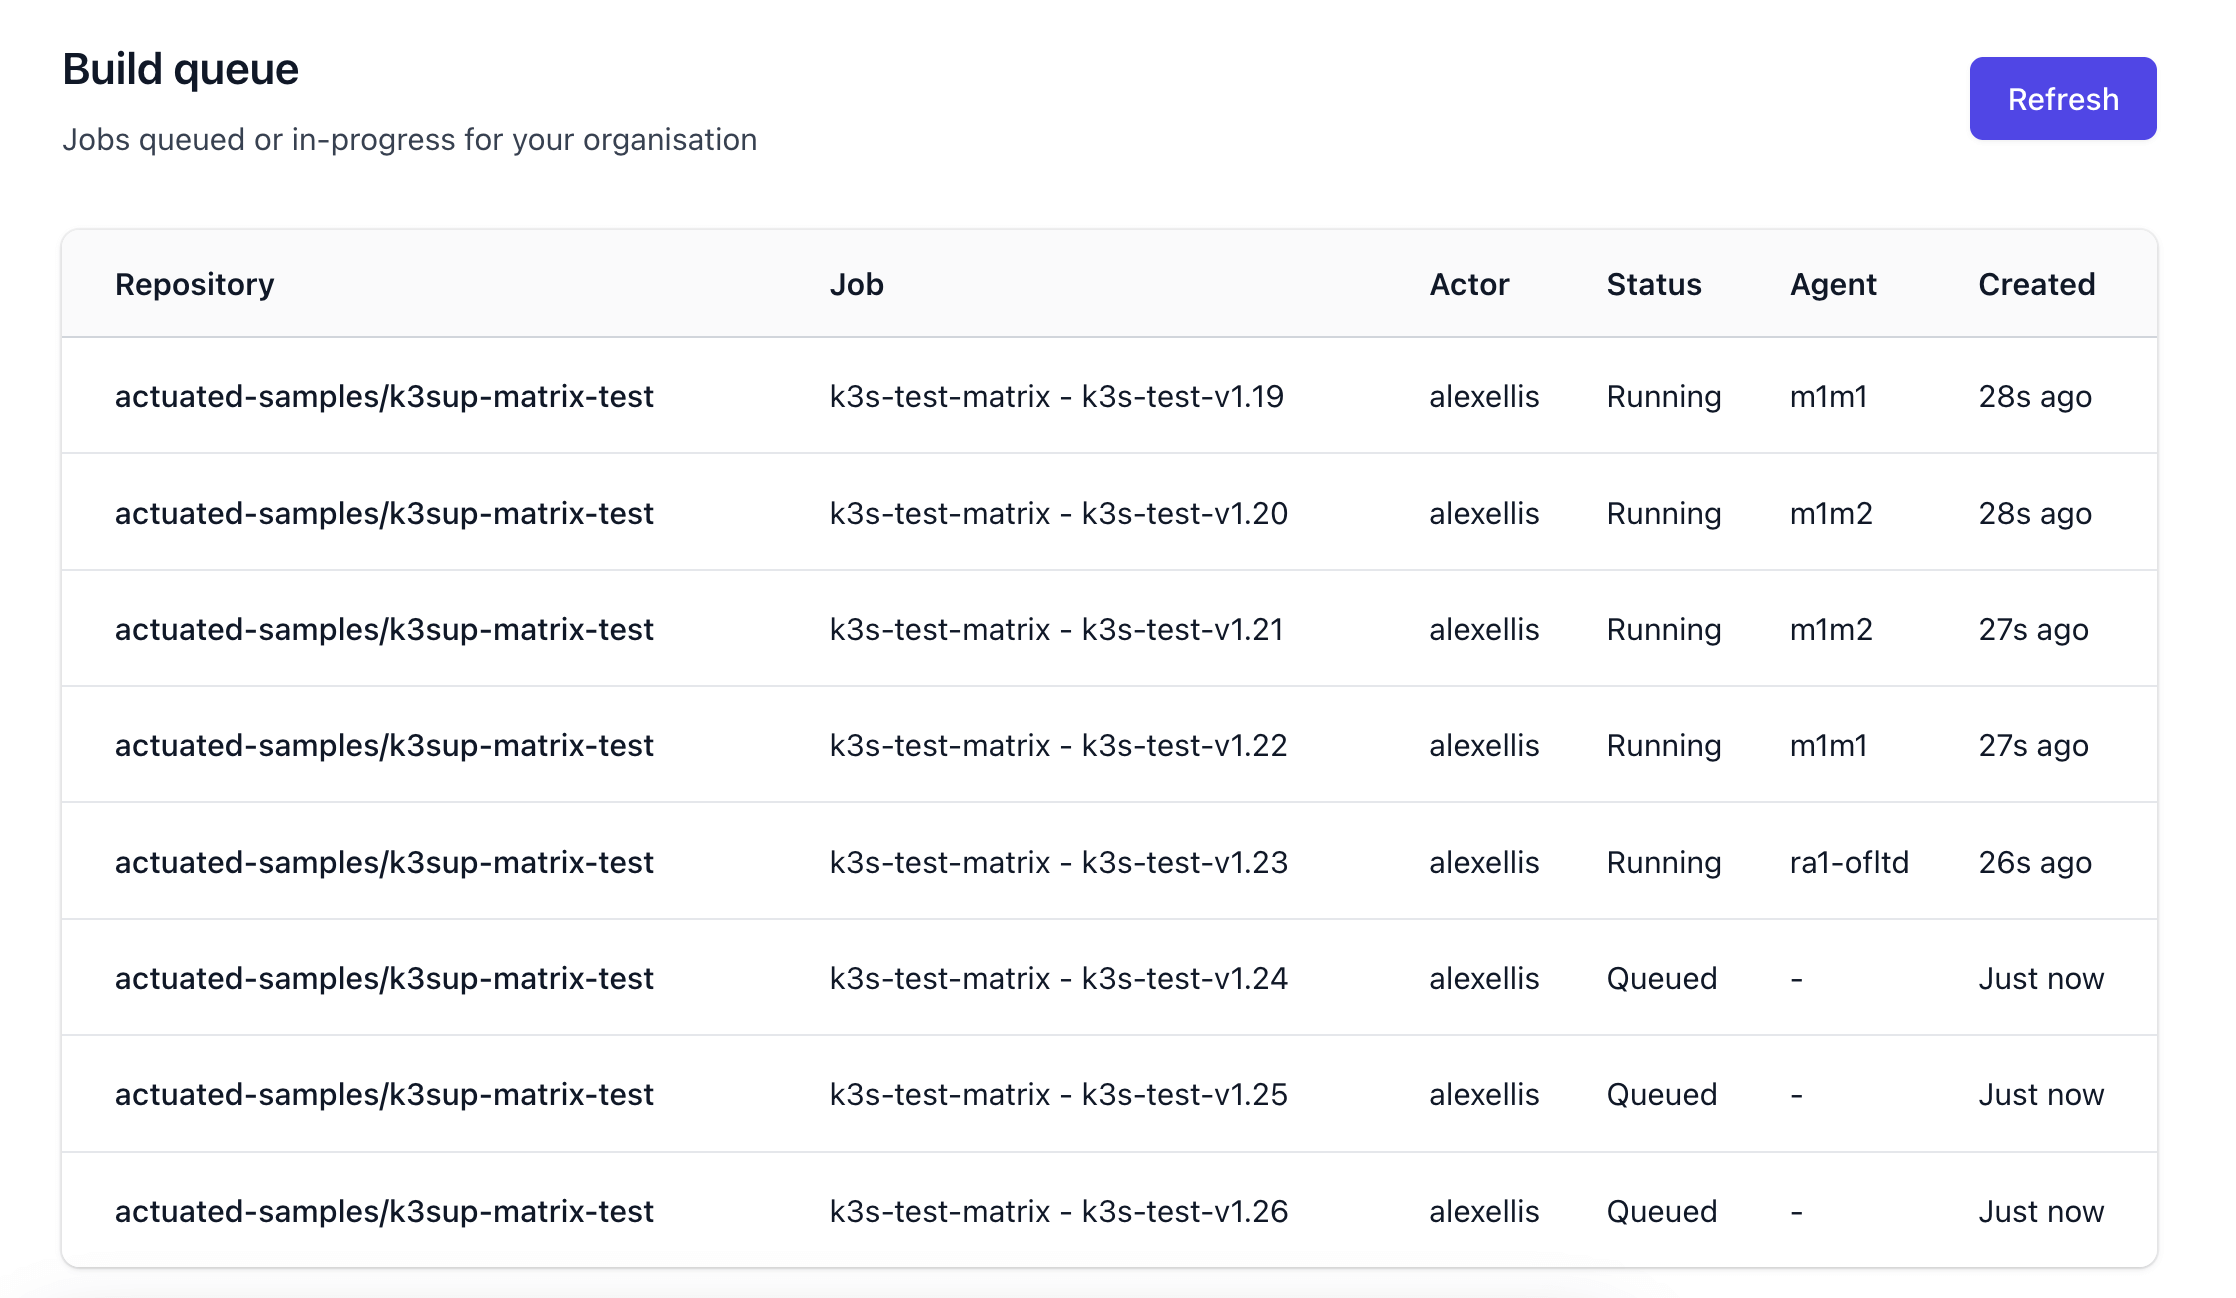 Build queue
Refresh
Jobs queued or in-progress for your organisation
Repository Job Actor Status Agent Created
actuated-samples/k3sup-matrix-test k3s-test-matrix - k3s-test-v1.19 alexellis Running m1m1 28s ago
actuated-samples/k3sup-matrix-test k3s-test-matrix - k3s-test-v1.20 alexellis Running m1m2 28s ago
actuated-samples/k3sup-matrix-test k3s-test-matrix - k3s-test-v1.21 alexellis Running m1m2 27s ago
actuated-samples/k3sup-matrix-test k3s-test-matrix - k3s-test-v1.22 alexellis Running m1m1 27s ago
actuated-samples/k3sup-matrix-test k3s-test-matrix - k3s-test-v1.23 alexellis Running ra1-ofltd 26s ago
actuated-samples/k3sup-matrix-test k3s-test-matrix - k3s-test-v1.24 alexellis Queued - Just now
actuated-samples/k3sup-matrix-test k3s-test-matrix - k3s-test-v1.25 alexellis Queued - Just now
actuated-samples/k3sup-matrix-test k3s-test-matrix - k3s-test-v1.26 alexellis Queued - Just now